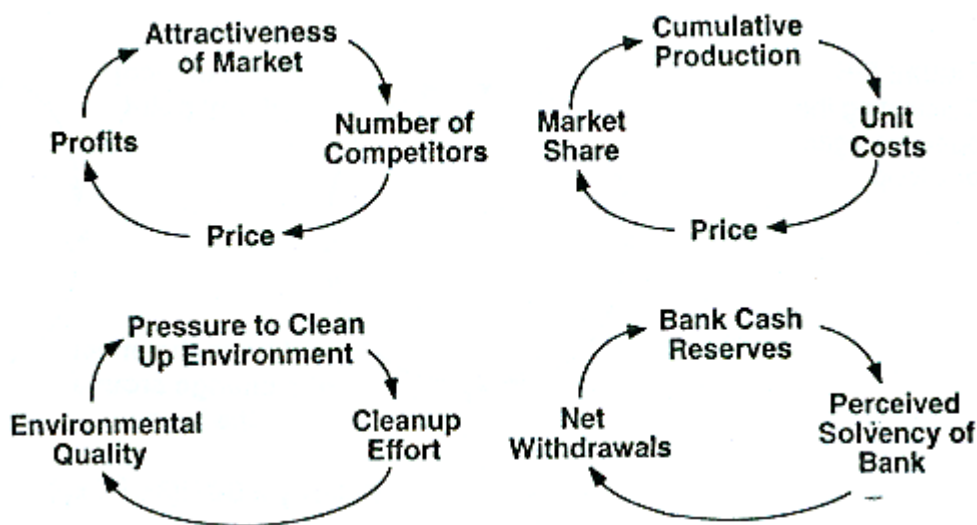 Attractiveness
of Market
Number of
Competitors
Price
Profits
Cumulative
Production
Unit
Costs
Price
Market
Share
Pressure to Clean
Up Environment
Cleanup
Effort
Environmental
Quality
Bank Cash
Reserves
Perceived
Solvency of
Bank
Net
Withdrawals